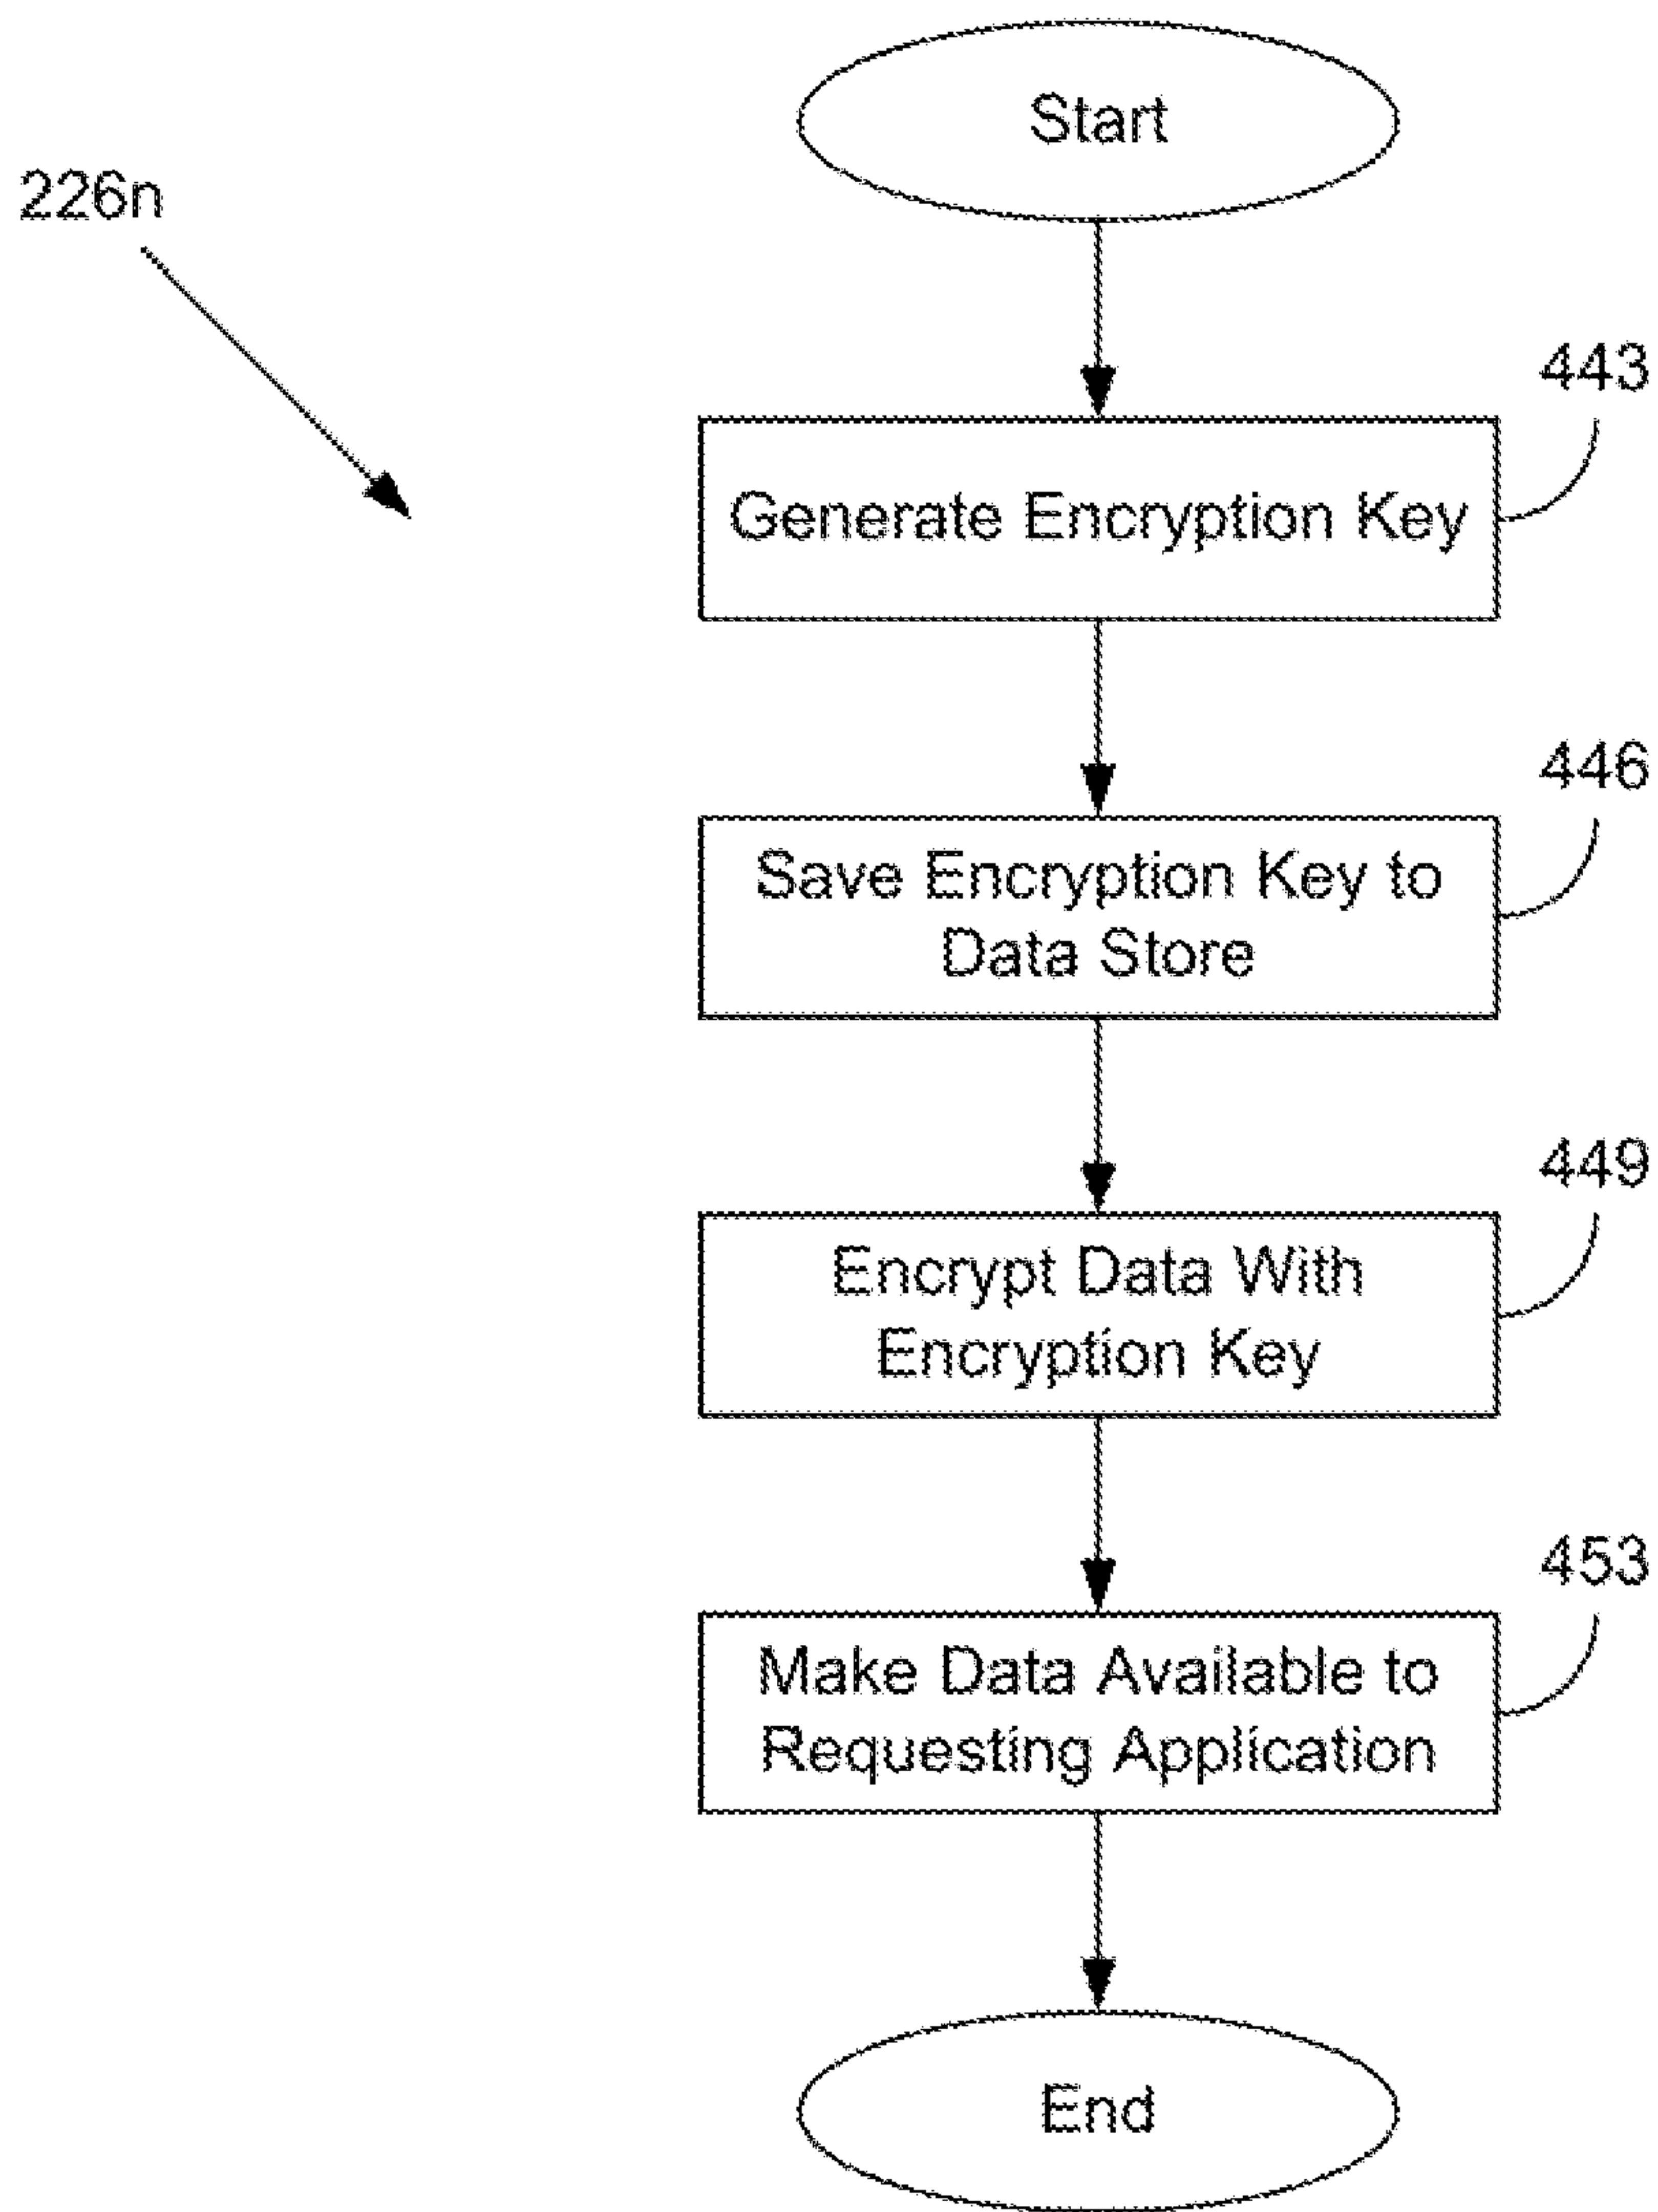 Start
226n
443
Generate Encryption Key
446
Save Encryption Key to
Data Store
449
Encrypt Data With
Encryption Key
453
Make Data Available to
Requesting Application
End